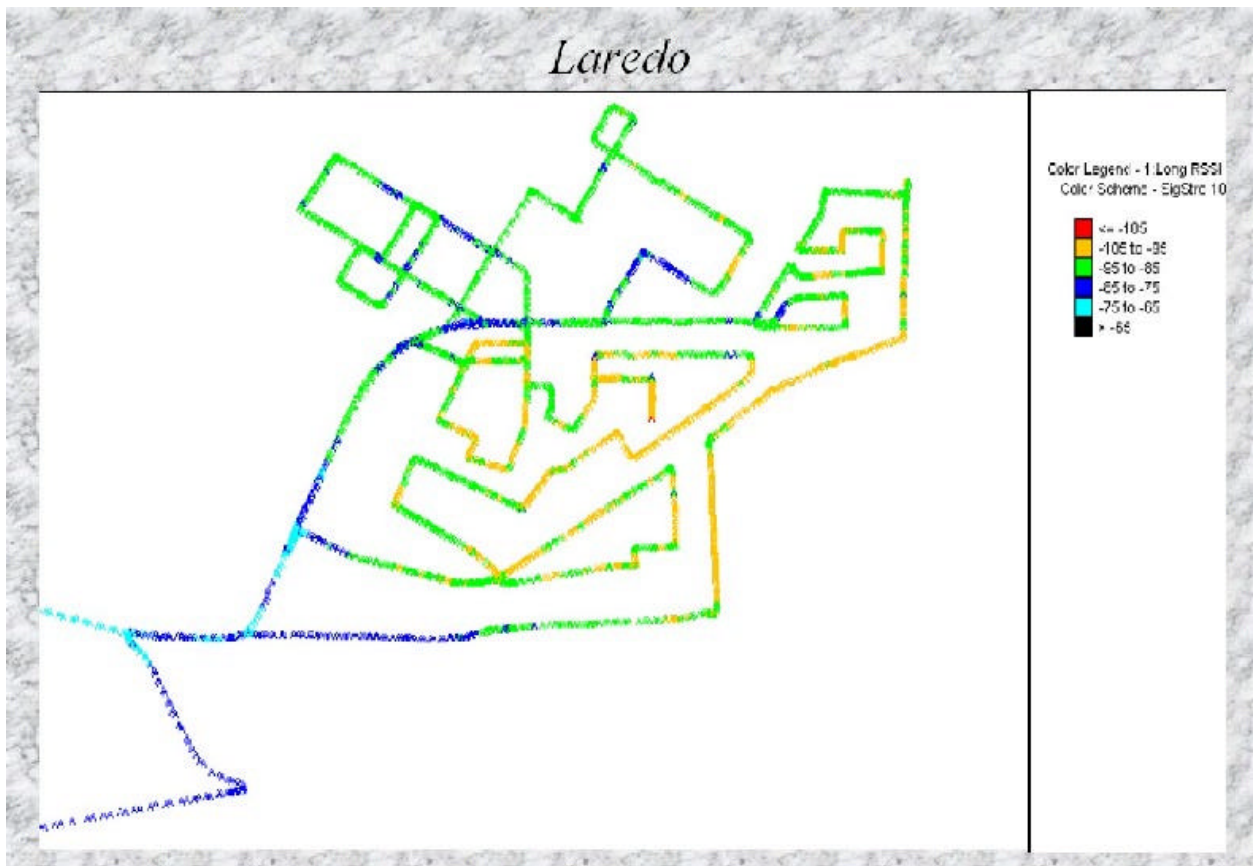 Laredo
Color Legend - 1:Long RSSI
Color Scheme - SigStre 10
<= -105
-105 to -95
-95 to -85
-85 to -75
-75 to -65
> -65